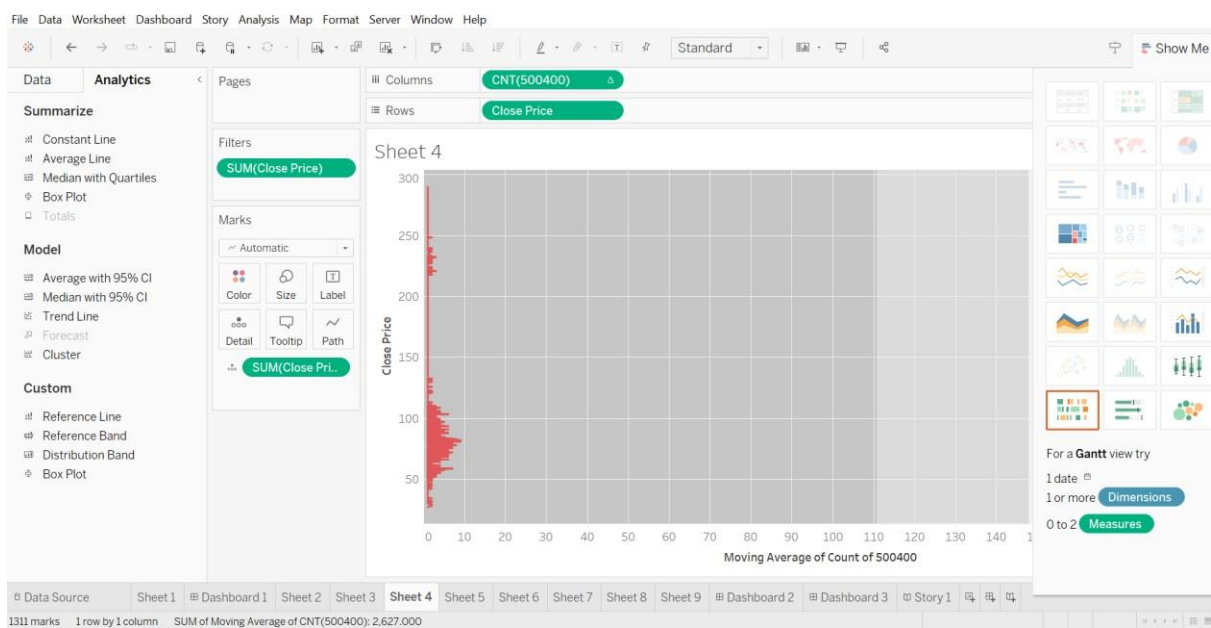 File Data Worksheet Dashboard Story Analysis Map Format Server Window Help
Standard
Show Me
Data Analytics
Summarize
Constant Line
Average Line
Median with Quartiles
Box Plot
Totals
Model
Average with 95% CI
Median with 95% CI
Trend Line
Forecast
Cluster
Custom
Reference Line
Reference Band
Distribution Band
Box Plot
Pages
Filters
SUM(Close Price)
Marks
Automatic
Color Size Label
Detail Tooltip Path
SUM(Close Pri..
Columns CNT(500400)
Rows Close Price
Sheet 4
300
250
200
150
100
50
Close Price
0 10 20 30 40 50 60 70 80 90 100 110 120 130 140 1
Moving Average of Count of 500400
For a Gantt view try
1 date
1 or more Dimensions
0 to 2 Measures
Data Source Sheet 1 Dashboard 1 Sheet 2 Sheet 3 Sheet 4 Sheet 5 Sheet 6 Sheet 7 Sheet 8 Sheet 9 Dashboard 2 Dashboard 3 Story 1
1311 marks 1 row by 1 column SUM of Moving Average of CNT(500400): 2,627.000